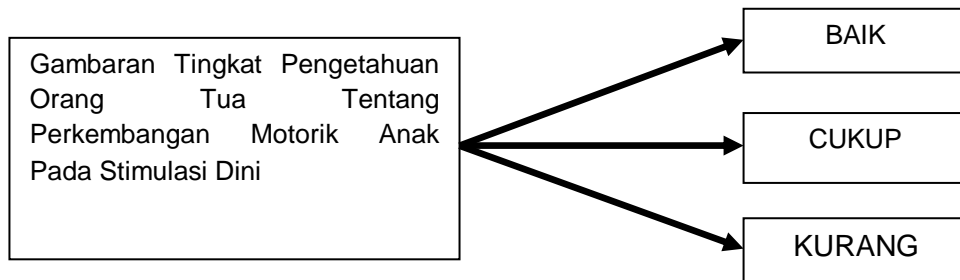 Gambaran Tingkat Pengetahuan
Orang Tua Tentang
Perkembangan Motorik Anak
Pada Stimulasi Dini
BAIK
CUKUP
KURANG